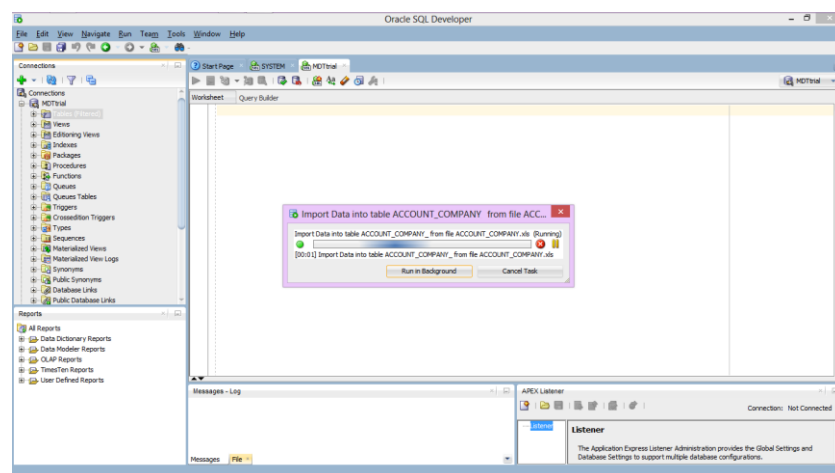 Oracle SQL Developer
File Edit View Navigate Run Team Tools Window Help
Connections
Start Page SYSTEM MDTtrial
MDTtrial
Worksheet Query Builder
Connections
MDTtrial
Tables (Filtered)
Views
Editioning Views
Indexes
Packages
Procedures
Functions
Queues
Queues Tables
Triggers
Crossedition Triggers
Types
Sequences
Materialized Views
Materialized View Logs
Synonyms
Public Synonyms
Database Links
Public Database Links
Import Data into table ACCOUNT_COMPANY_ from file ACC...
Import Data into table ACCOUNT_COMPANY_ from file ACCOUNT_COMPANY.xls (Running)
[00:01] Import Data into table ACCOUNT_COMPANY_ from file ACCOUNT_COMPANY.xls
Run in Background Cancel Task
Reports
All Reports
Data Dictionary Reports
Data Modeler Reports
OLAP Reports
TimesTen Reports
User Defined Reports
Messages - Log
Messages File
APEX Listener
Connection: Not Connected
Listener
Listener
The Application Express Listener Administration provides the Global Settings and
Database Settings to support multiple database configurations.